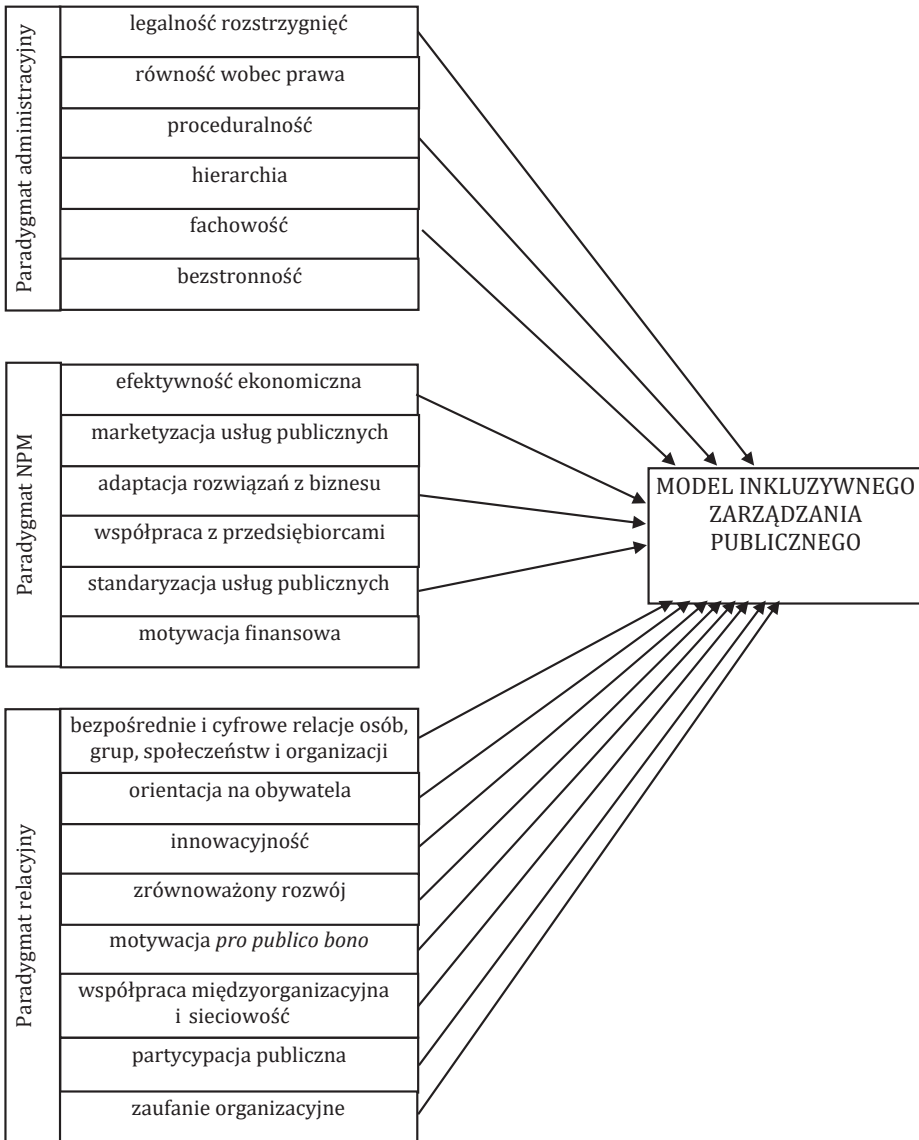 Paradygmat administracyjny
legalność rozstrzygnięć
równość wobec prawa
proceduralność
hierarchia
fachowość
bezstronność
Paradygmat NPM
efektywność ekonomiczna
marketyzacja usług publicznych
adaptacja rozwiązań z biznesu
współpraca z przedsiębiorcami
standaryzacja usług publicznych
motywacja finansowa
MODEL INKLUZYWNEGO
ZARZĄDZANIA
PUBLICZNEGO
Paradygmat relacyjny
bezpośrednie i cyfrowe relacje osób,
grup, społeczeństw i organizacji
orientacja na obywatela
innowacyjność
zrównoważony rozwój
motywacja pro publico bono
współpraca międzyorganizacyjna
i sieciowość
partycypacja publiczna
zaufanie organizacyjne